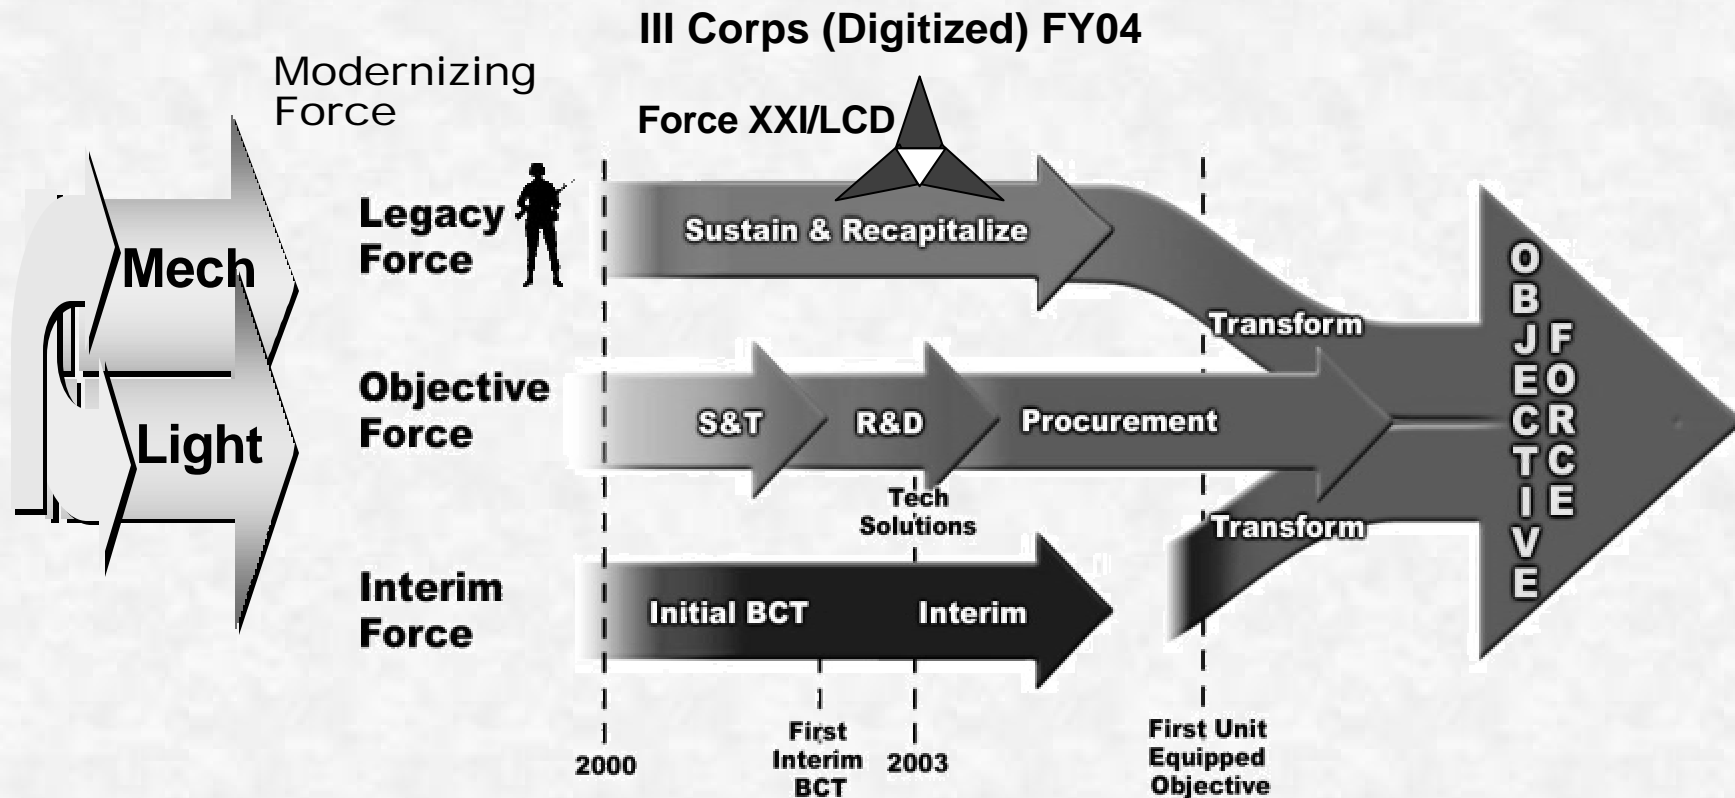 III Corps (Digitized) FY04
Modernizing
Force
Force XXI/LCD
Mech
Light
Legacy
Force
Sustain & Recapitalize
Transform
Objective
Force
S&T
R&D
Procurement
Tech
Solutions
Transform
Interim
Force
Initial BCT
Interim
OBJECTIVE
FORCE
2000
First
Interim
BCT
2003
First Unit
Equipped
Objective